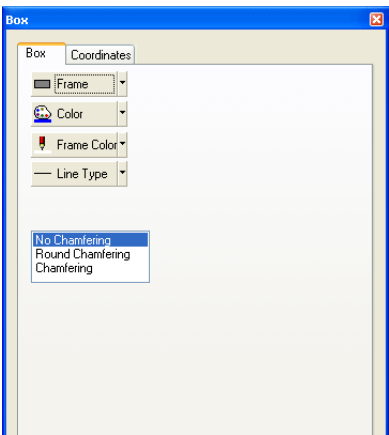 Box
Box Coordinates
Frame
Color
Frame Color
Line Type
No Chamfering
Round Chamfering
Chamfering